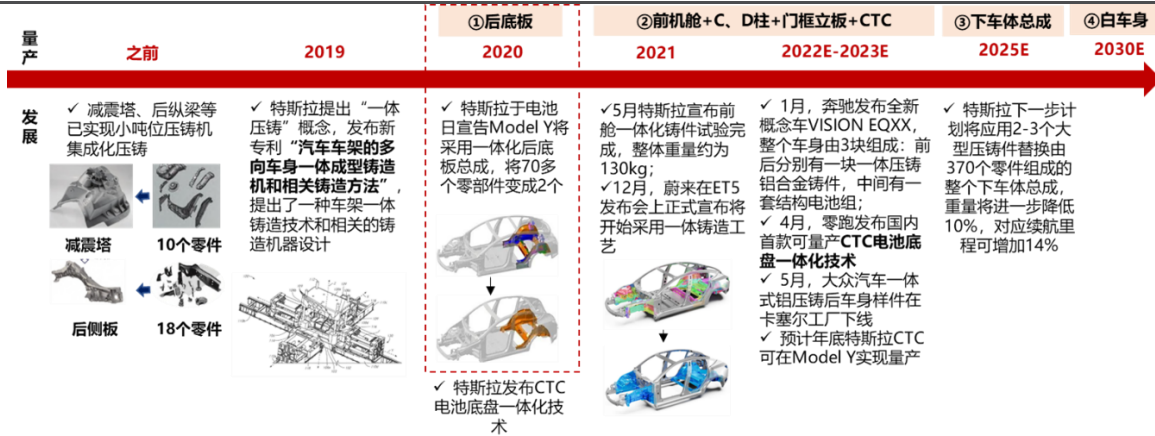 ①后底板
②前机舱+C、D柱+门框立板+CTC
③下车体总成
④白车身
量
产
之前
2019
2020
2021
2022E-2023E
2025E
2030E
发
展
✓ 减震塔、后纵梁等
已实现小吨位压铸机
集成化压铸
减震塔
10个零件
后侧板
18个零件
✓ 特斯拉提出“一体
压铸”概念，发布新
专利“汽车车架的多
向车身一体成型铸造
机和相关铸造方法”，
提出了一种车架一体
铸造技术和相关的铸
造机器设计
✓ 特斯拉于电池
日宣告Model Y将
采用一体化后底
板总成，将70多
个零部件变成2个
✓ 特斯拉发布CTC
电池底盘一体化技
术
✓5月特斯拉宣布前
舱一体化铸件试验完
成，整体重量约为
130kg；
✓12月，蔚来在ET5
发布会上正式宣布将
开始采用一体铸造工
艺
✓ 1月，奔驰发布全新
概念车VISION EQXX，
整个车身由3块组成：前
后分别有一块一体压铸
铝合金铸件，中间有一
套结构电池组；
✓ 4月，零跑发布国内
首款可量产CTC电池底
盘一体化技术
✓ 5月，大众汽车一体
式铝压铸后车身样件在
卡塞尔工厂下线
✓ 预计年底特斯拉CTC
可在Model Y实现量产
✓ 特斯拉下一步计
划将应用2-3个大
型压铸件替换由
370个零件组成的
整个下车体总成，
重量将进一步降低
10%，对应续航里
程可增加14%